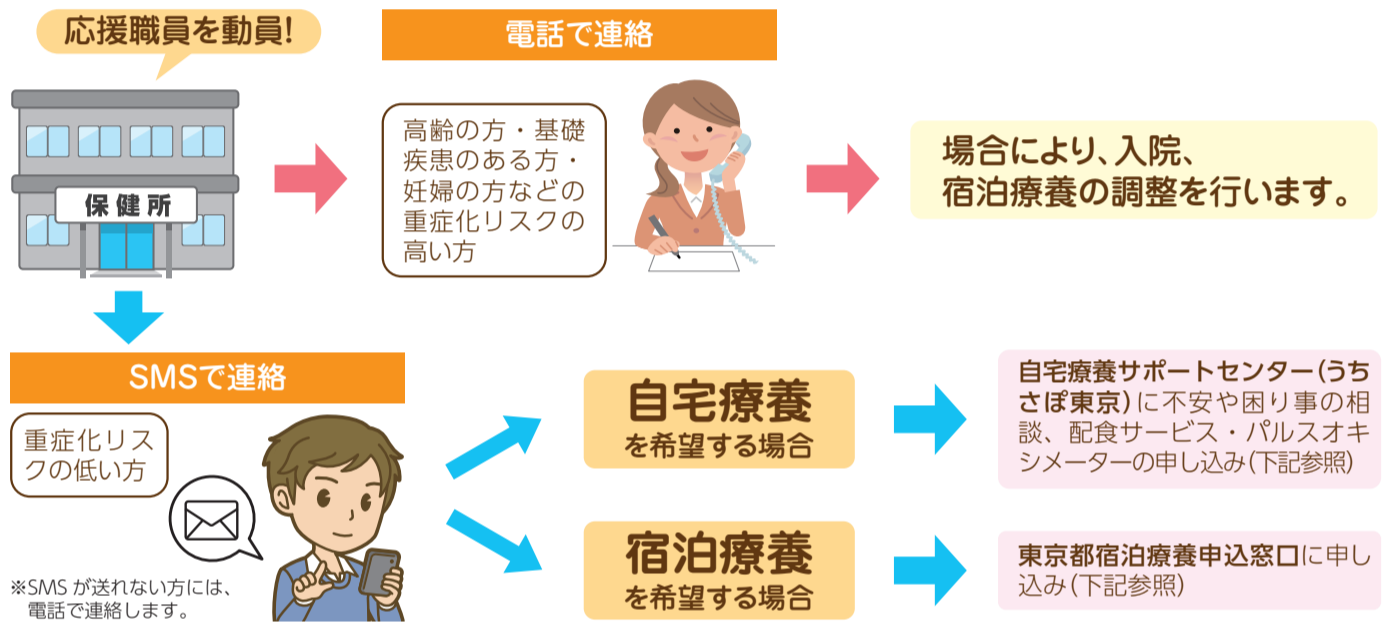 応援職員を動員!
保健所
電話で連絡
高齢の方・基礎
疾患のある方・
妊婦の方などの
重症化リスクの
高い方
場合により、入院、
宿泊療養の調整を行います。
SMSで連絡
重症化リス
クの低い方
※SMS が送れない方には、
電話で連絡します。
自宅療養
を希望する場合
自宅療養サポートセンター(うち
さぽ東京)に不安や困り事の相
談、配食サービス・パルスオキ
シメーターの申し込み(下記参照)
宿泊療養
を希望する場合
東京都宿泊療養申込窓口に申し
込み(下記参照)